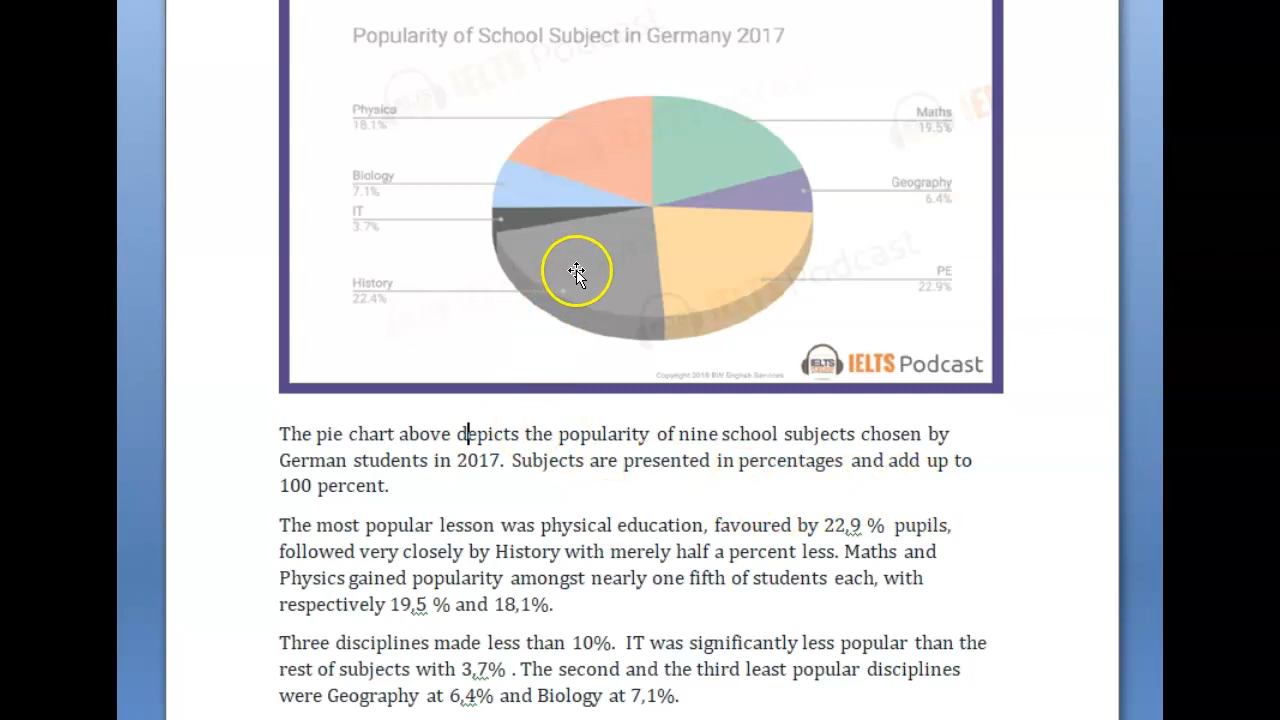 Popularity of School Subject in Germany 2017
Physics
18.1%
Maths
19.5%
Biology
7.1%
Geography
6.4%
IT
3.7%
History
22.4%
PE
22.9%
IELTS Podcast
Copyright 2018 BW English Services
The pie chart above depicts the popularity of nine school subjects chosen by
German students in 2017. Subjects are presented in percentages and add up to
100 percent.
The most popular lesson was physical education, favoured by 22,9 % pupils,
followed very closely by History with merely half a percent less. Maths and
Physics gained popularity amongst nearly one fifth of students each, with
respectively 19,5 % and 18,1%.
Three disciplines made less than 10%. IT was significantly less popular than the
rest of subjects with 3,7% . The second and the third least popular disciplines
were Geography at 6,4% and Biology at 7,1%.